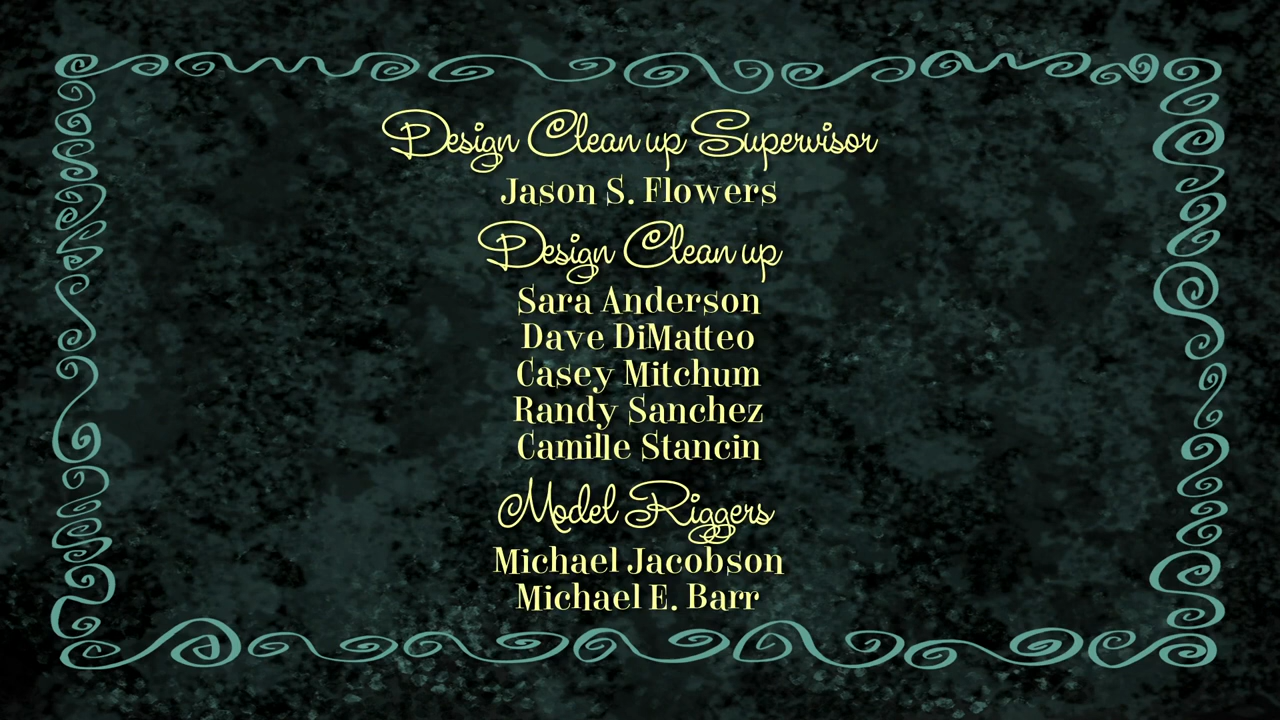 Design Clean up Supervisor
Jason S. Flowers
Design Clean up
Sara Anderson
Dave DiMatteo
Casey Mitchum
Randy Sanchez
Camille Stancin
Model Riggers
Michael Jacobson
Michael E. Barr